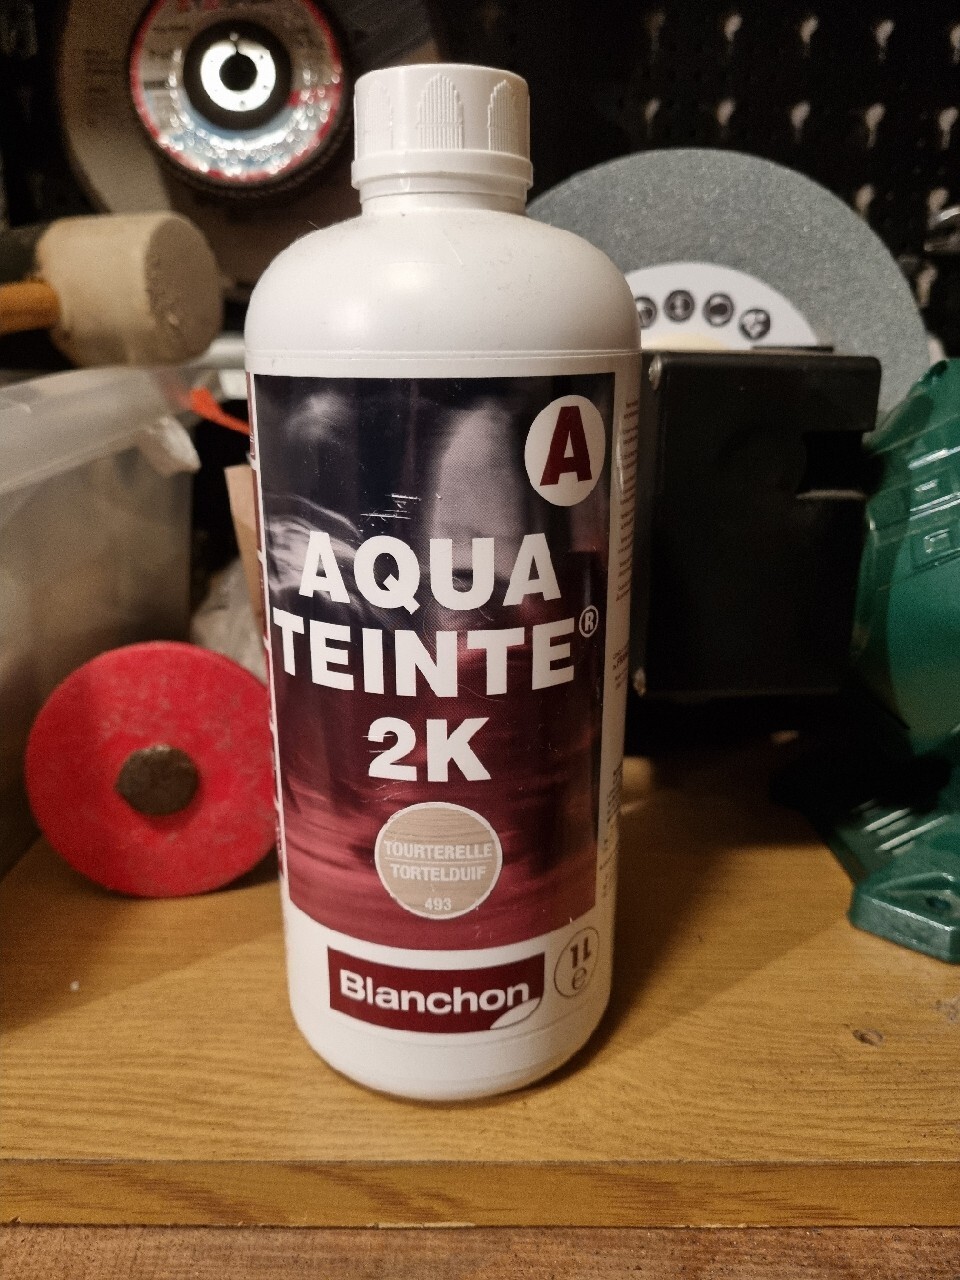 A
AQUA
TEINTE®
2K
TOURTERELLE
TORTELDUIF
493
Blanchon
1L
e